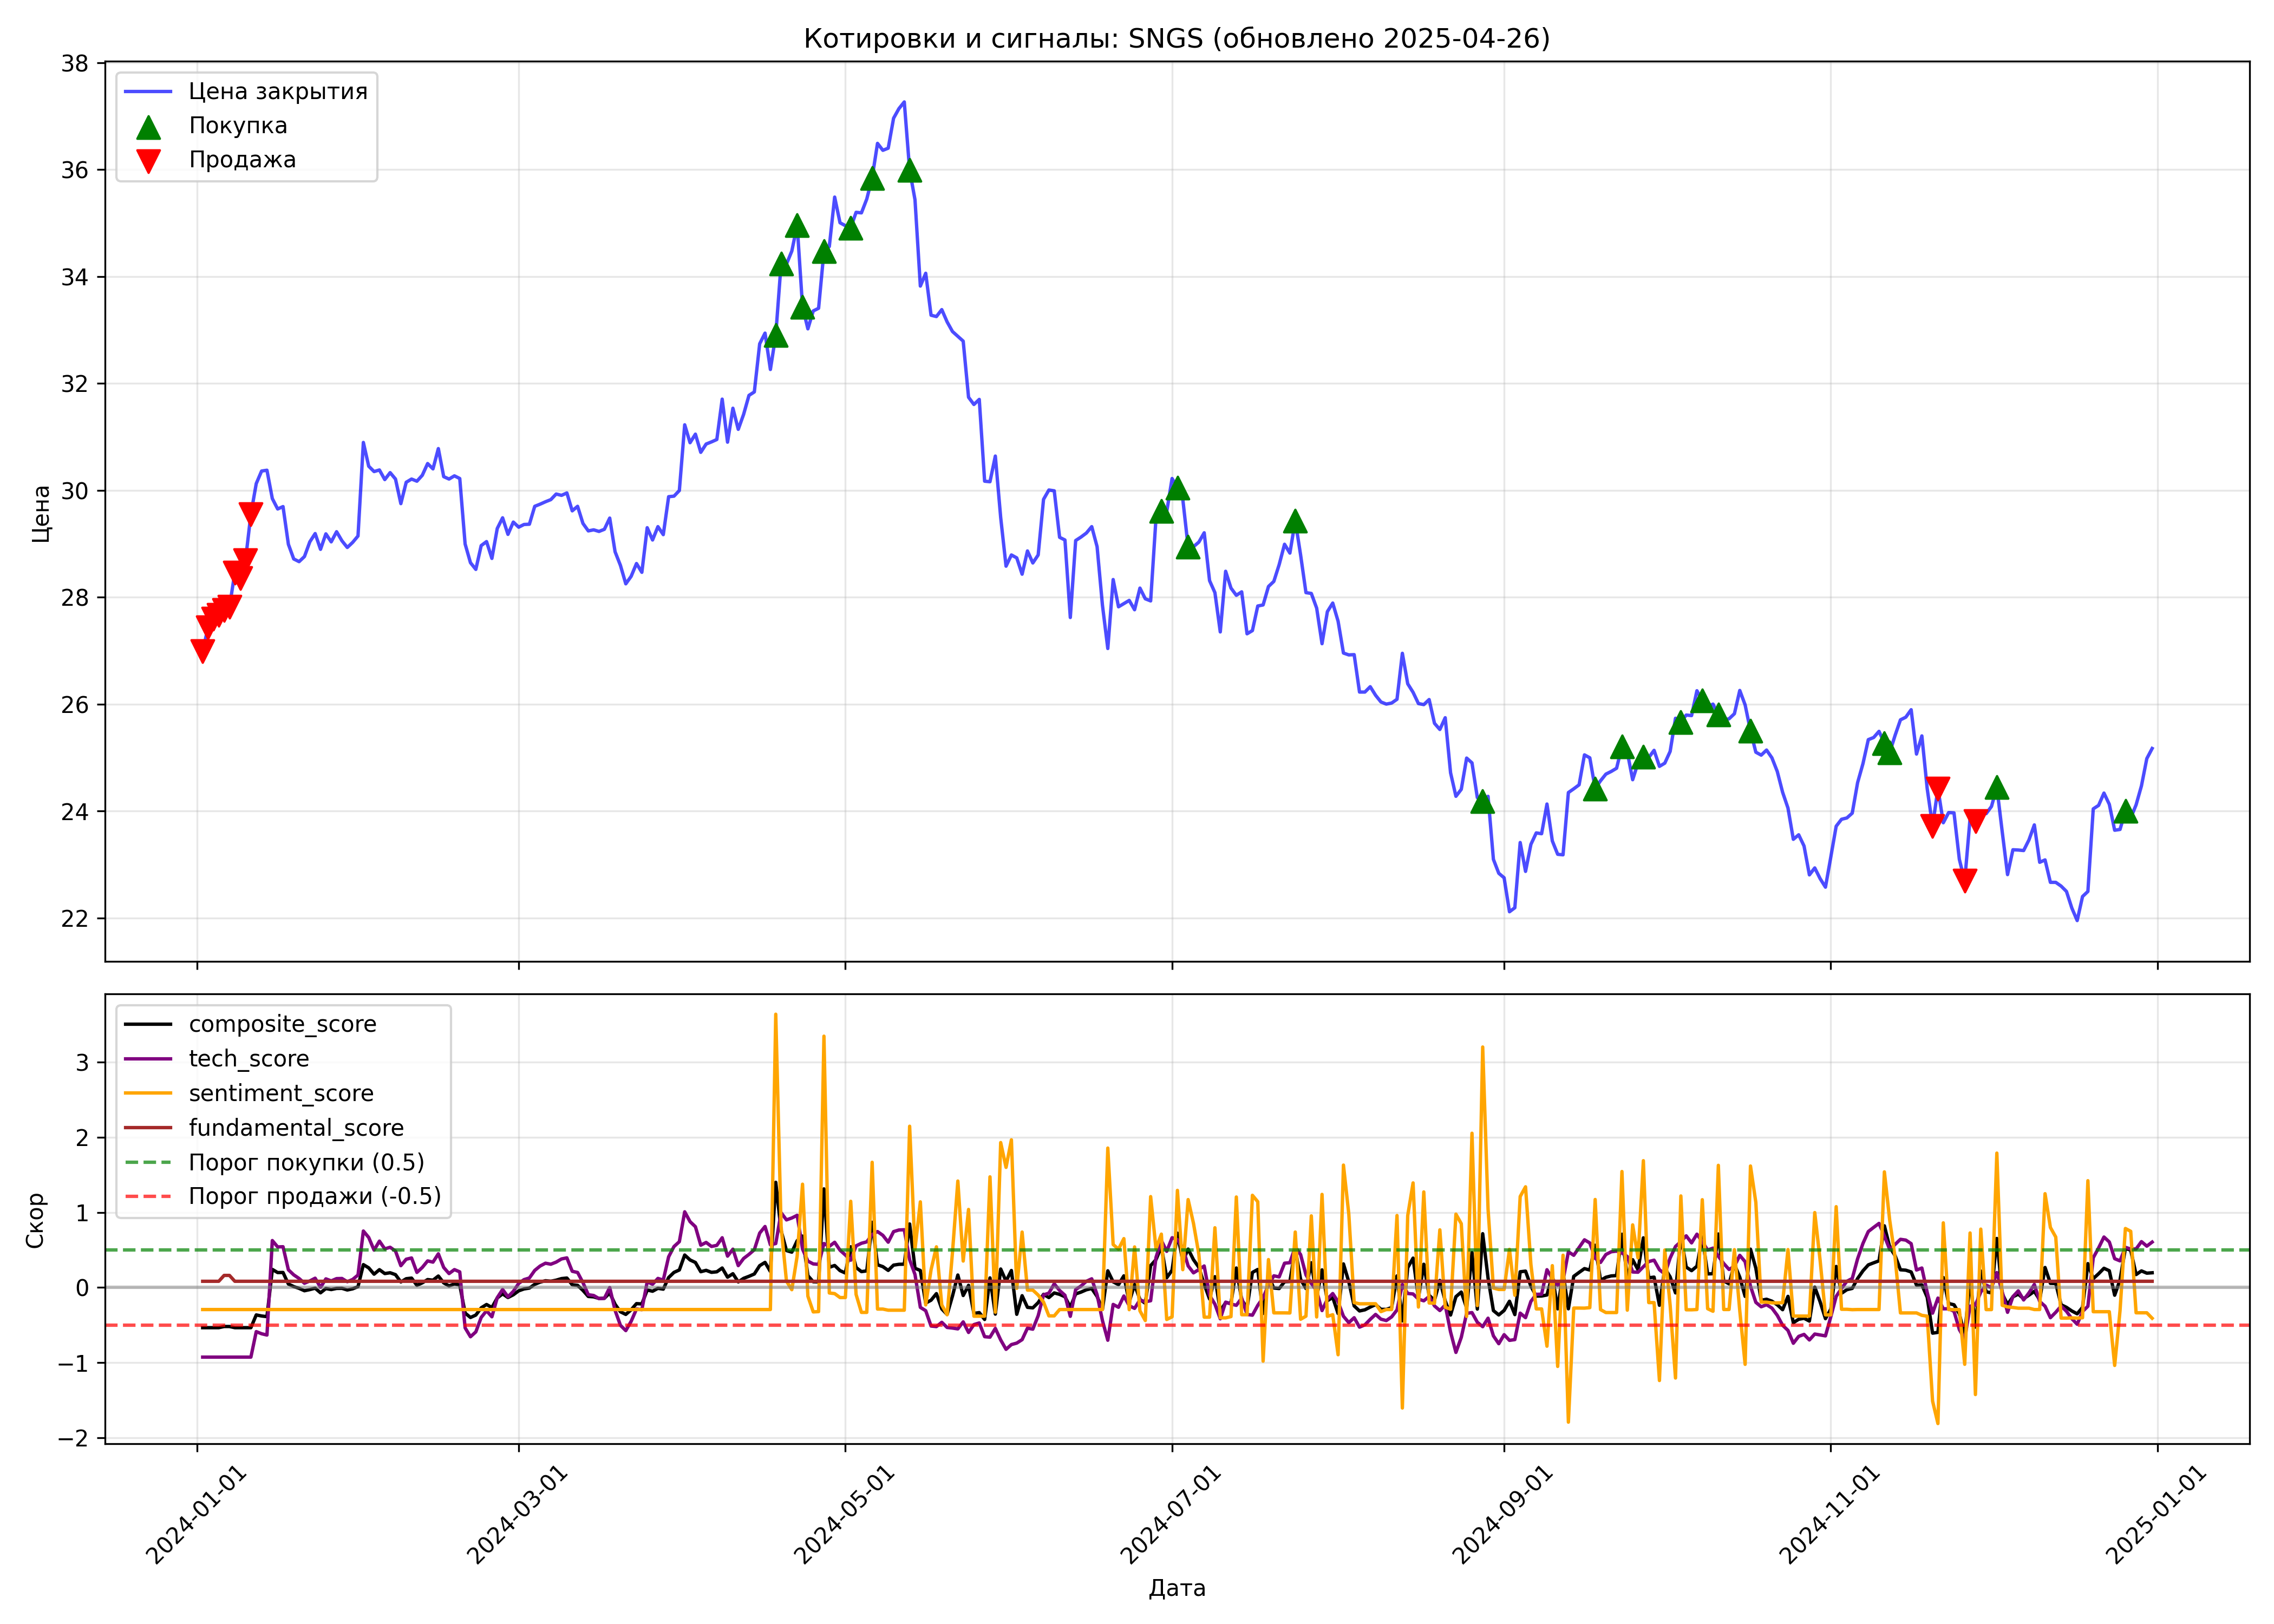 Котировки и сигналы: SNGS (обновлено 2025-04-26)
38
36
34
32
30
28
26
24
22
Цена
Цена закрытия
Покупка
Продажа
3
2
1
0
−1
−2
Скор
composite_score
tech_score
sentiment_score
fundamental_score
Порог покупки (0.5)
Порог продажи (-0.5)
2024-01-01
2024-03-01
2024-05-01
2024-07-01
2024-09-01
2024-11-01
2025-01-01
Дата